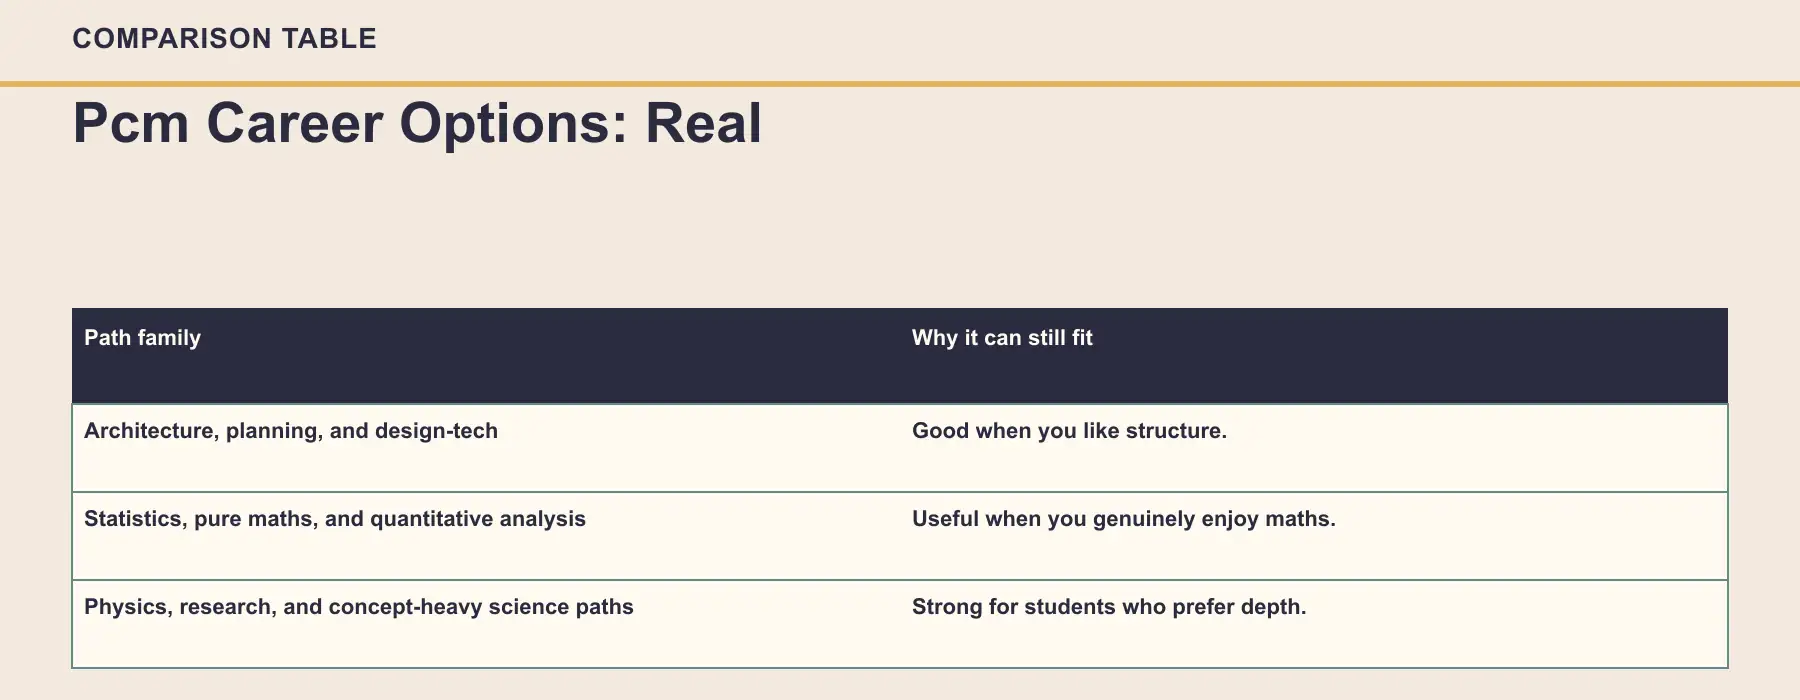 COMPARISON TABLE
Pcm Career Options: Real
Path family
Why it can still fit
Architecture, planning, and design-tech
Good when you like structure.
Statistics, pure maths, and quantitative analysis
Useful when you genuinely enjoy maths.
Physics, research, and concept-heavy science paths
Strong for students who prefer depth.